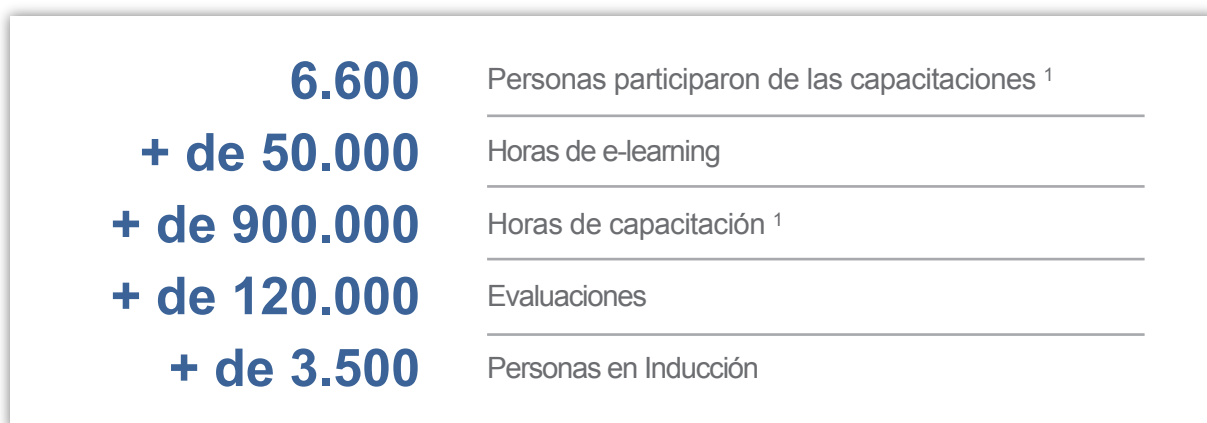 6.600 Personas participaron de las capacitaciones ¹
+ de 50.000 Horas de e-learning
+ de 900.000 Horas de capacitación ¹
+ de 120.000 Evaluaciones
+ de 3.500 Personas en Inducción